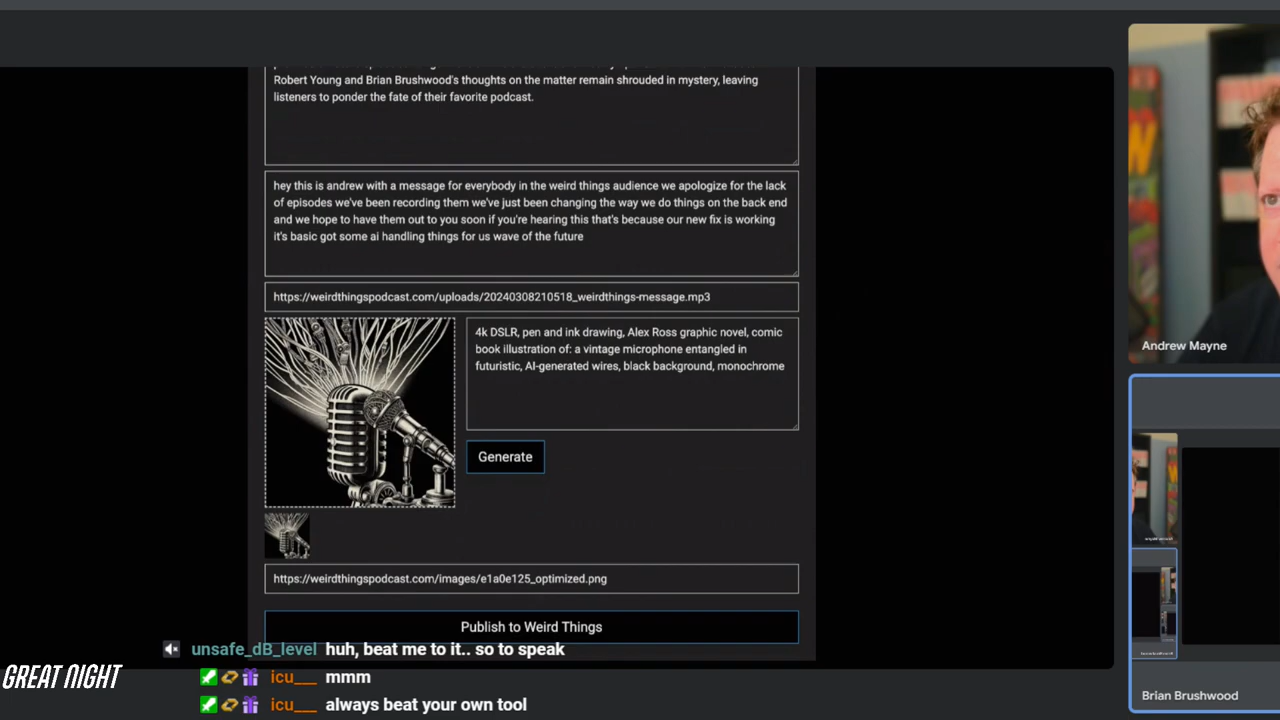 Robert Young and Brian Brushwood's thoughts on the matter remain shrouded in mystery, leaving
listeners to ponder the fate of their favorite podcast.
hey this is andrew with a message for everybody in the weird things audience we apologize for the lack
of episodes we've been recording them we've just been changing the way we do things on the back end
and we hope to have them out to you soon if you're hearing this that's because our new fix is working
it's basic got some ai handling things for us wave of the future
https://weirdthingspodcast.com/uploads/20240308210518_weirdthings-message.mp3
4k DSLR, pen and ink drawing, Alex Ross graphic novel, comic
book illustration of: a vintage microphone entangled in
futuristic, AI-generated wires, black background, monochrome
Generate
https://weirdthingspodcast.com/images/e1a0e125_optimized.png
Publish to Weird Things
Andrew Mayne
Brian Brushwood
unsafe_dB_level huh, beat me to it.. so to speak
icu___ mmm
icu___ always beat your own tool
GREAT NIGHT